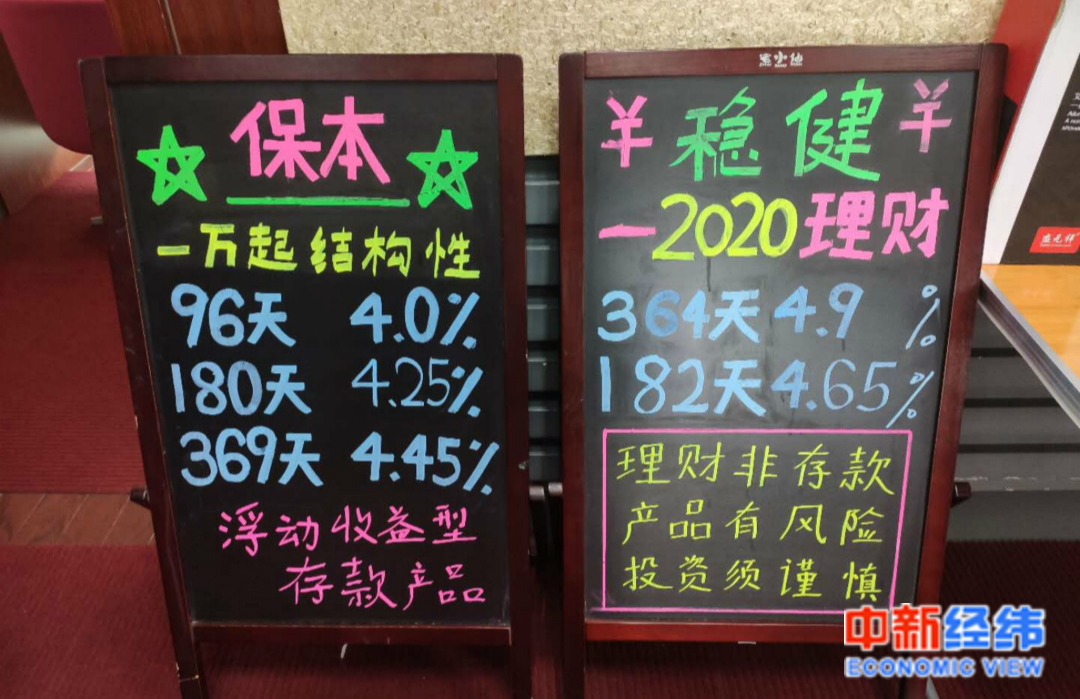 保本
一万起结构性
96天 4.0%
180天 4.25%
369天 4.45%
浮动收益型
存款产品
¥ 稳健 ¥
一2020理财
364天 4.9 %
182天 4.65%
理财非存款
产品有风险
投资须谨慎
中新经纬
ECONOMIC VIEW